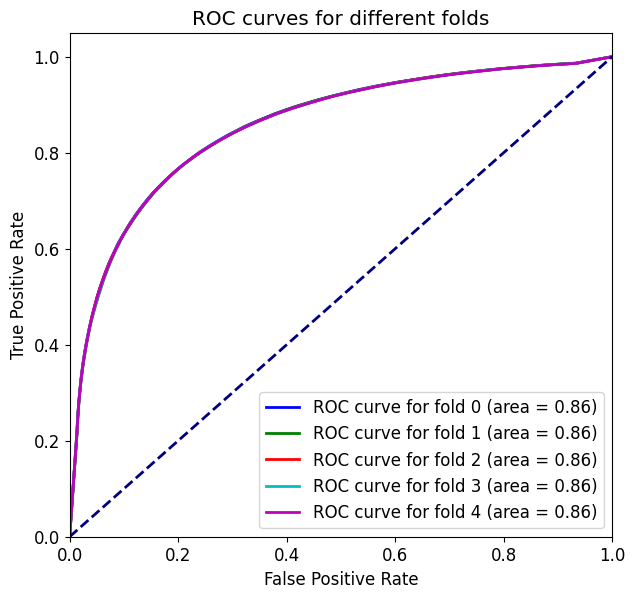 ROC curves for different folds
1.0
0.8
0.6
0.4
0.2
0.0
True Positive Rate
ROC curve for fold 0 (area = 0.86)
ROC curve for fold 1 (area = 0.86)
ROC curve for fold 2 (area = 0.86)
ROC curve for fold 3 (area = 0.86)
ROC curve for fold 4 (area = 0.86)
0.0 0.2 0.4 0.6 0.8 1.0
False Positive Rate